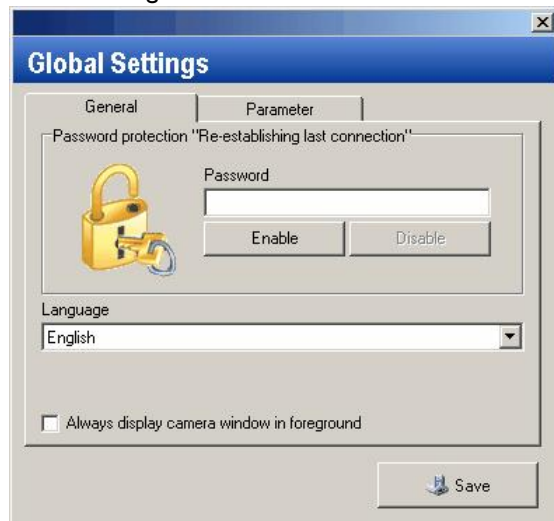 Global Settings
General Parameter
Password protection "Re-establishing last connection"
Password
Enable Disable
Language
English
Always display camera window in foreground
Save